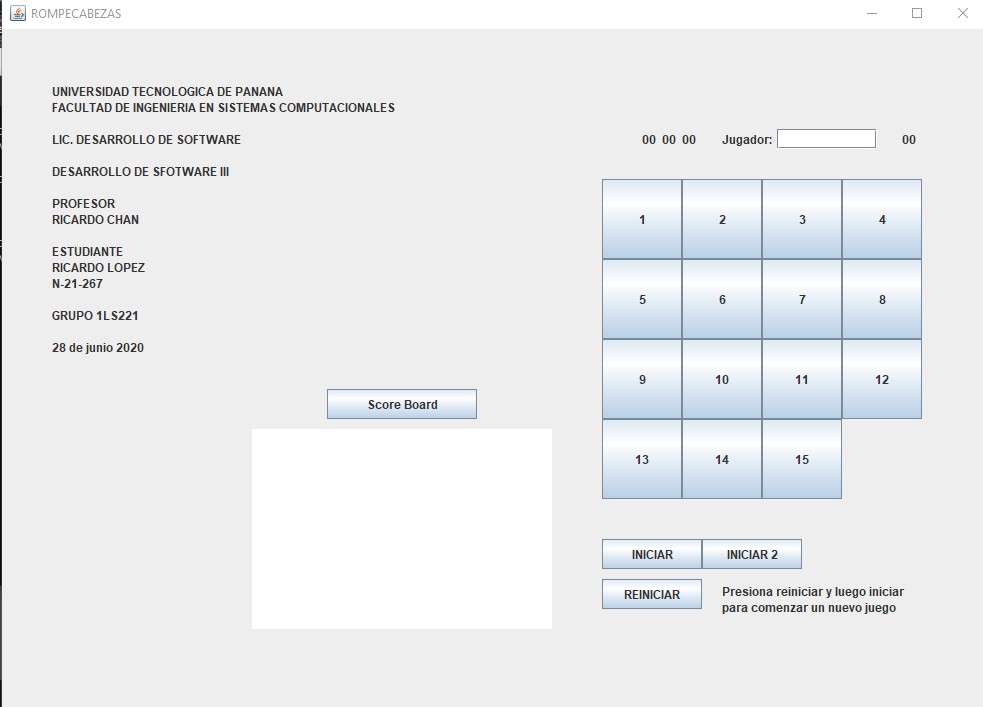 ROMPECABEZAS
UNIVERSIDAD TECNOLOGICA DE PANANA
FACULTAD DE INGENIERIA EN SISTEMAS COMPUTACIONALES
LIC. DESARROLLO DE SOFTWARE
DESARROLLO DE SFOTWARE III
PROFESOR
RICARDO CHAN
ESTUDIANTE
RICARDO LOPEZ
N-21-267
GRUPO 1LS221
28 de junio 2020
Score Board
00 00 00 Jugador: 00
1 2 3 4
5 6 7 8
9 10 11 12
13 14 15
INICIAR INICIAR 2
REINICIAR
Presiona reiniciar y luego iniciar
para comenzar un nuevo juego